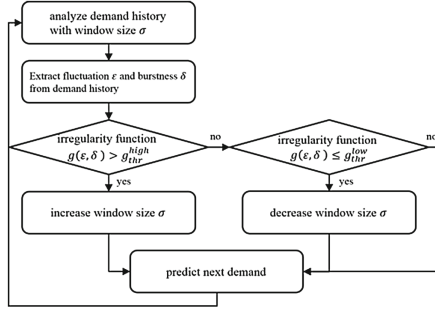 analyze demand history
with window size σ
Extract fluctuation ε and burstness δ
from demand history
irregularity function
g(ε, δ) > g_thr^high
no
irregularity function
g(ε, δ) ≤ g_thr^low
no
yes
yes
increase window size σ
decrease window size σ
predict next demand